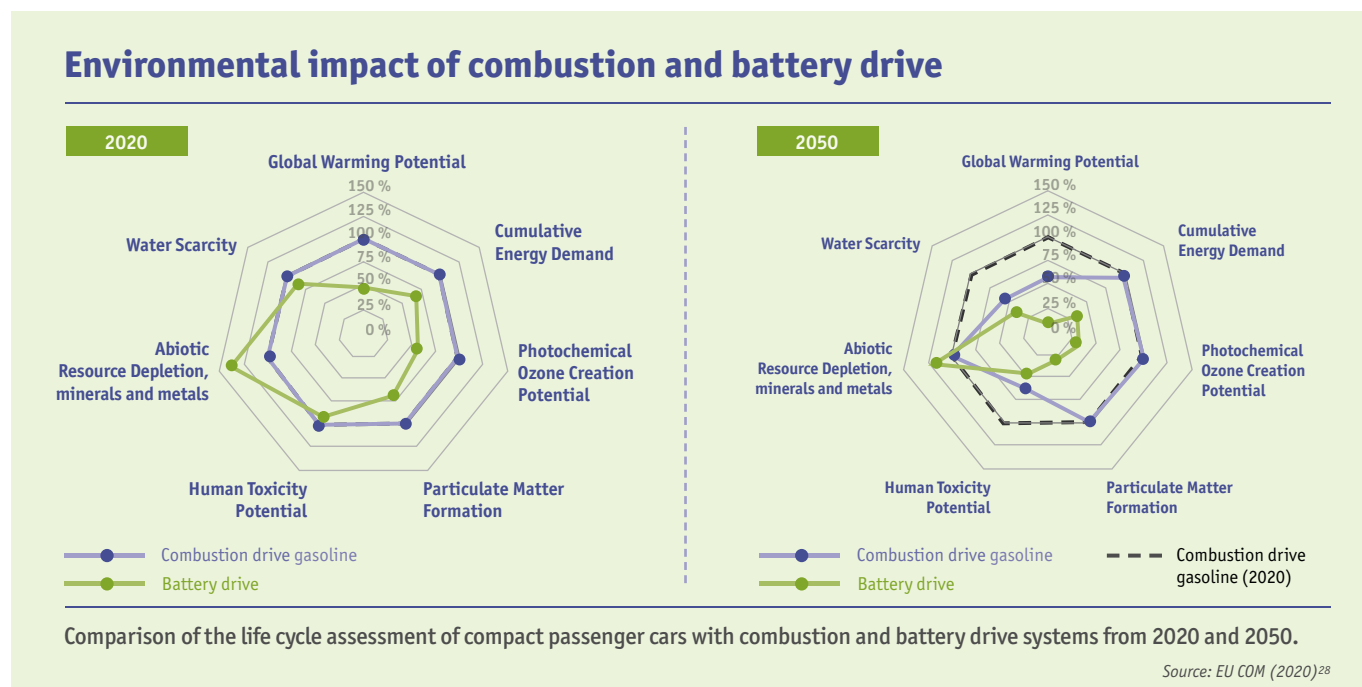 Environmental impact of combustion and battery drive
2020
Global Warming Potential
150 %
125 %
100 %
75 %
50 %
25 %
0 %
Cumulative
Energy Demand
Photochemical
Ozone Creation
Potential
Particulate Matter
Formation
Human Toxicity
Potential
Abiotic
Resource Depletion,
minerals and metals
Water Scarcity
Combustion drive gasoline
Battery drive
2050
Global Warming Potential
150 %
125 %
100 %
75 %
50 %
25 %
0 %
Cumulative
Energy Demand
Photochemical
Ozone Creation
Potential
Particulate Matter
Formation
Human Toxicity
Potential
Abiotic
Resource Depletion,
minerals and metals
Water Scarcity
Combustion drive gasoline
Battery drive
Combustion drive
gasoline (2020)
Comparison of the life cycle assessment of compact passenger cars with combustion and battery drive systems from 2020 and 2050.
Source: EU COM (2020)28